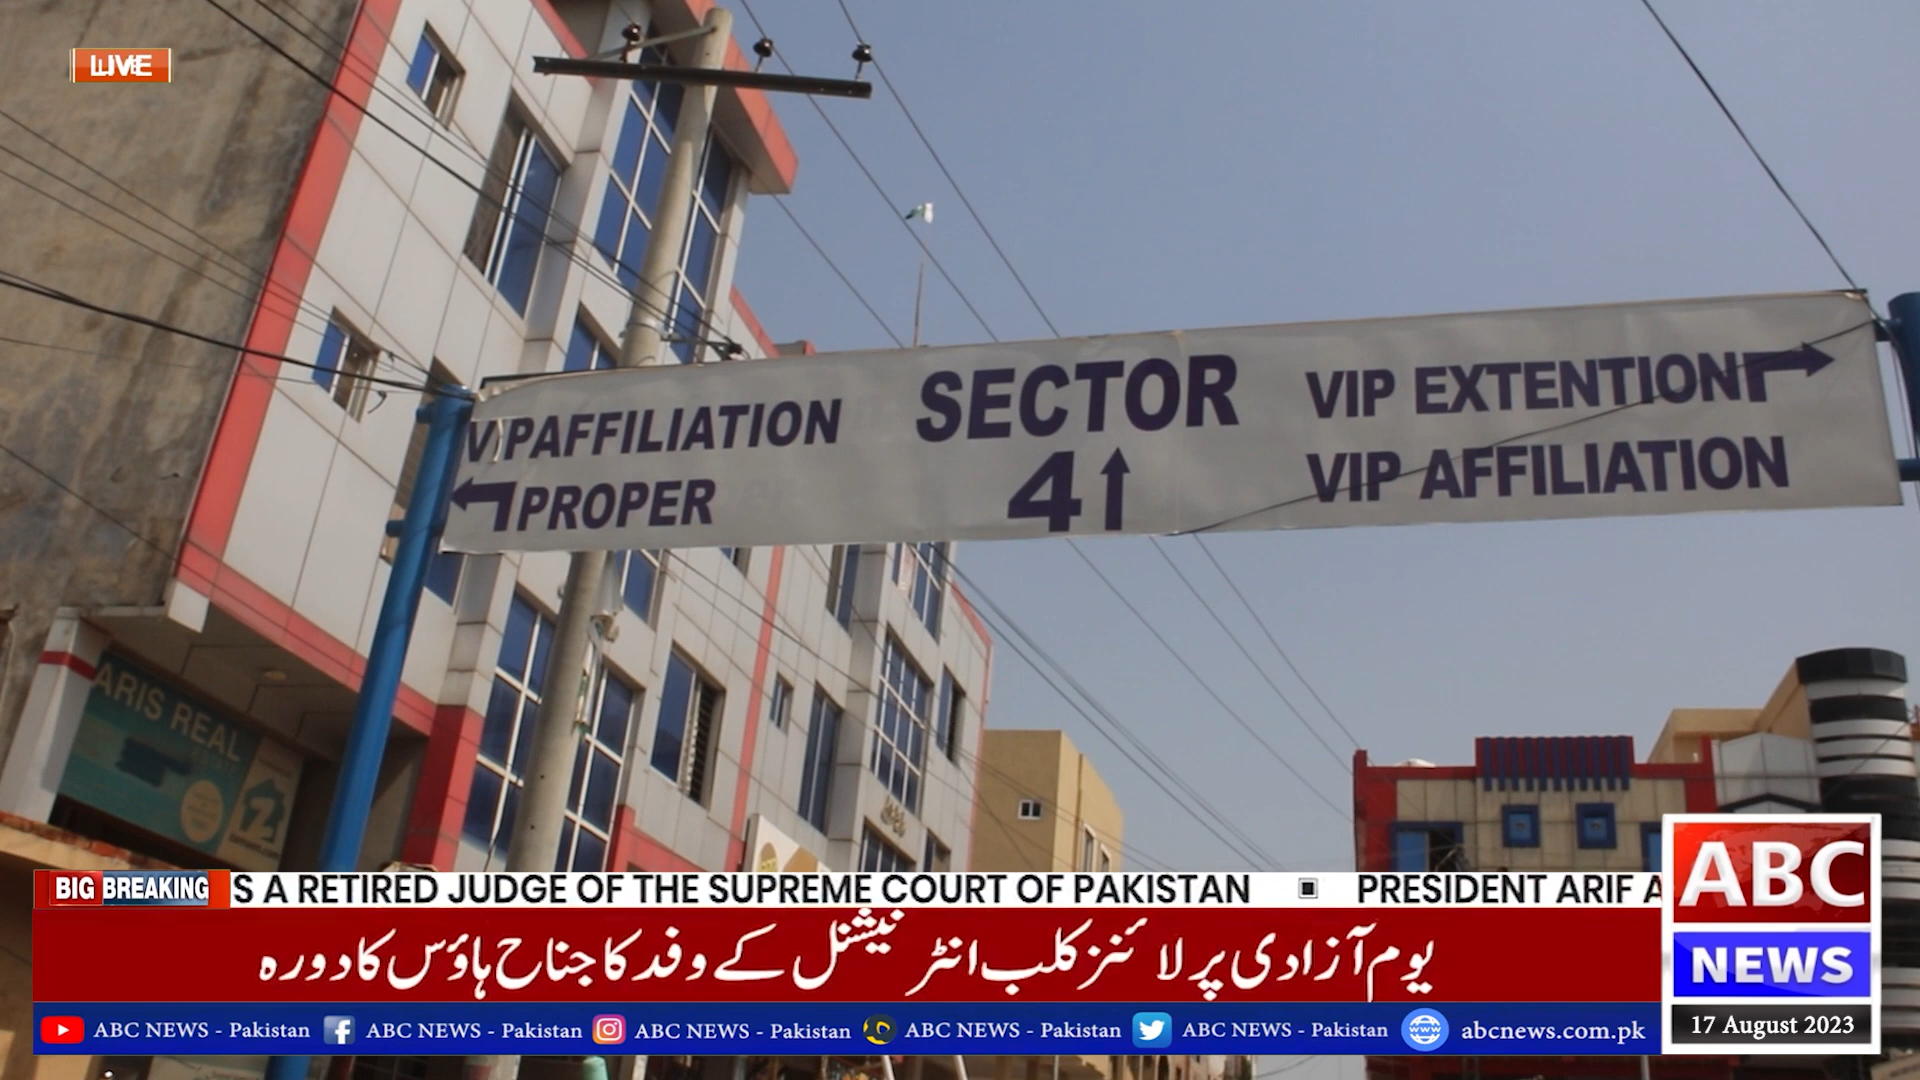 LIVE
VIP AFFILIATION
PROPER
SECTOR
4
VIP EXTENTION
VIP AFFILIATION
ARIS REAL
BIG BREAKING
S A RETIRED JUDGE OF THE SUPREME COURT OF PAKISTAN PRESIDENT ARIF A
یوم آزادی پر لائنز کلب انٹرنیشنل کے وفد کا جناح ہاؤس کا دورہ
ABC
NEWS
17 August 2023
ABC NEWS - Pakistan ABC NEWS - Pakistan ABC NEWS - Pakistan ABC NEWS - Pakistan ABC NEWS - Pakistan abcnews.com.pk